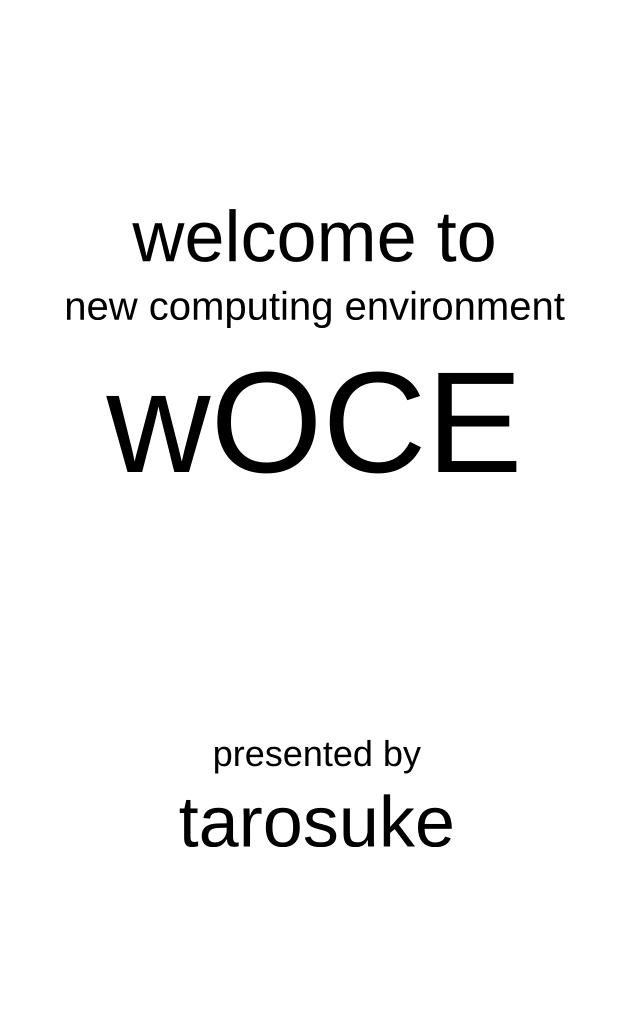 welcome to
new computing environment
wOCE
presented by
tarosuke